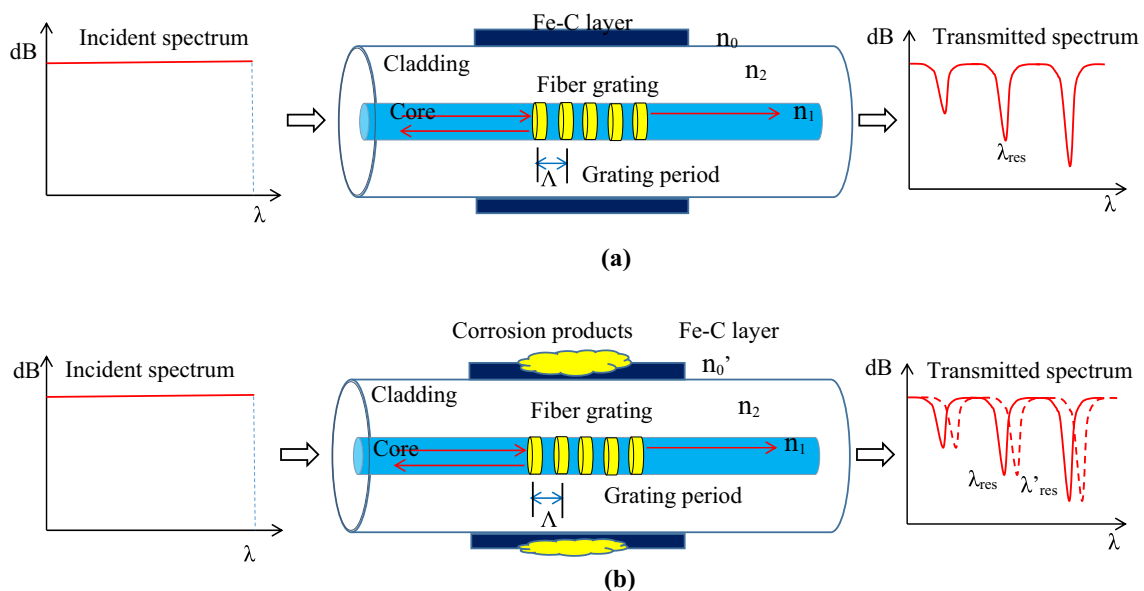 Fe-C layer
dB
Incident spectrum
n0
dB
Transmitted spectrum
Cladding
n2
Fiber grating
Core
n1
λres
Λ
Grating period
λ
λ
(a)
Corrosion products
Fe-C layer
dB
Incident spectrum
n0’
dB
Transmitted spectrum
Cladding
n2
Fiber grating
Core
n1
λres
λ’res
Grating period
Λ
λ
λ
(b)